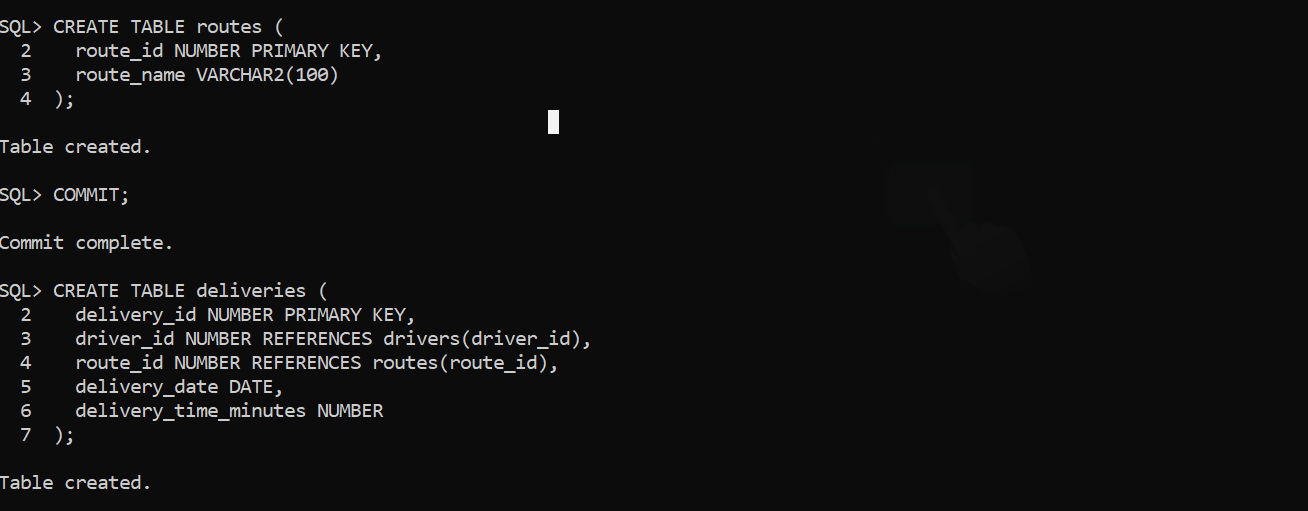 SQL> CREATE TABLE routes (
  2    route_id NUMBER PRIMARY KEY,
  3    route_name VARCHAR2(100)
  4  );
Table created.
SQL> COMMIT;
Commit complete.
SQL> CREATE TABLE deliveries (
  2    delivery_id NUMBER PRIMARY KEY,
  3    driver_id NUMBER REFERENCES drivers(driver_id),
  4    route_id NUMBER REFERENCES routes(route_id),
  5    delivery_date DATE,
  6    delivery_time_minutes NUMBER
  7  );
Table created.